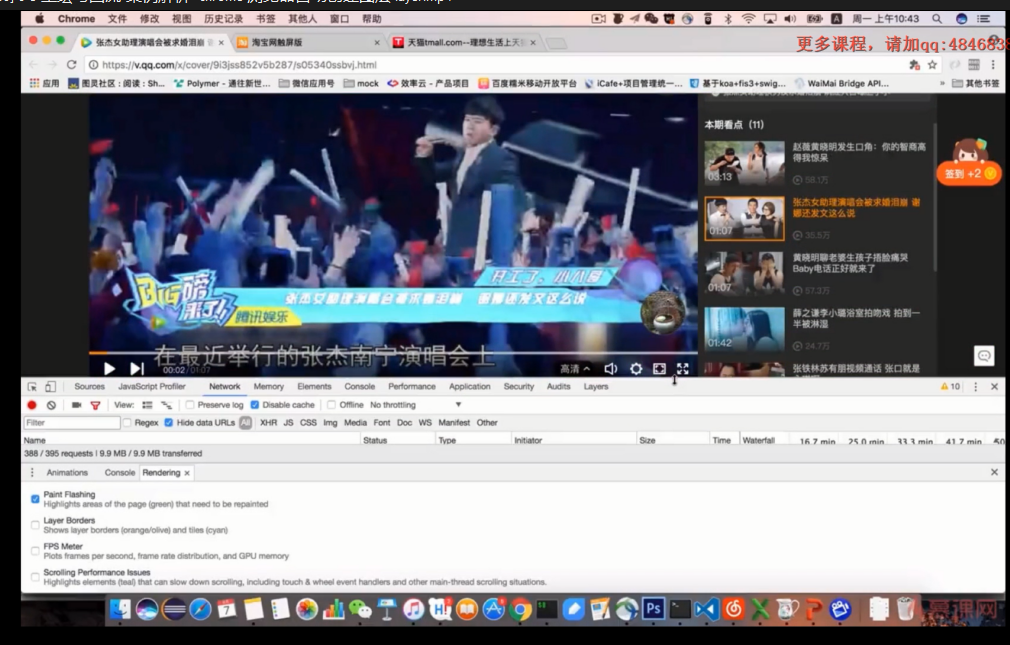 Chrome 文件 修改 视图 历史记录 书签 其他人 窗口 帮助
周一 上午10:43
更多课程，请加qq:484683
张杰女助理演唱会被求婚泪崩
淘宝网触屏版
天猫tmall.com--理想生活上天
https://v.qq.com/x/cover/9i3jss852v5b287/s05340ssbvj.html
应用 图灵社区：阅读：Sh... Polymer - 通往新世... 微信应用号 mock 效率云 - 产品项目 百度糯米移动开放平台 iCafe+项目管理统一... 基于koa+fis3+swig... WaiMai Bridge API... » 其他书签
本期看点（11）
赵薇黄晓明发生口角：你的智商高得我惊呆
03:13
58.1万
签到 +2
张杰女助理演唱会被求婚泪崩 谢娜还发文这么说
01:07
35.5万
黄晓明聊老婆生孩子捂脸痛哭 Baby电话正好就来了
01:07
57.3万
薛之谦李小璐浴室拍吻戏 拍到一半被淋湿
01:42
24.7万
张铁林苏有朋视频通话 张口就是
开工了、小八是
BIG磅来了!!
张杰女助理演唱会被求婚泪崩 谢娜还发文这么说
腾讯娱乐
在最近举行的张杰南宁演唱会上
00:02/01:07
高清
Sources JavaScript Profiler Network Memory Elements Console Performance Application Security Audits Layers
10
View: Preserve log Disable cache Offline No throttling
Filter Regex Hide data URLs All XHR JS CSS Img Media Font Doc WS Manifest Other
Name Status Type Initiator Size Time Waterfall 16.7 min 25.0 min 33.3 min 41.7 min 50
388 / 395 requests | 9.9 MB / 9.9 MB transferred
Animations Console Rendering
Paint Flashing
Highlights areas of the page (green) that need to be repainted
Layer Borders
Shows layer borders (orange/olive) and tiles (cyan)
FPS Meter
Plots frames per second, frame rate distribution, and GPU memory
Scrolling Performance Issues
Highlights elements (teal) that can slow down scrolling, including touch & wheel event handlers and other main-thread scrolling situations.
7
Ps
慕课网